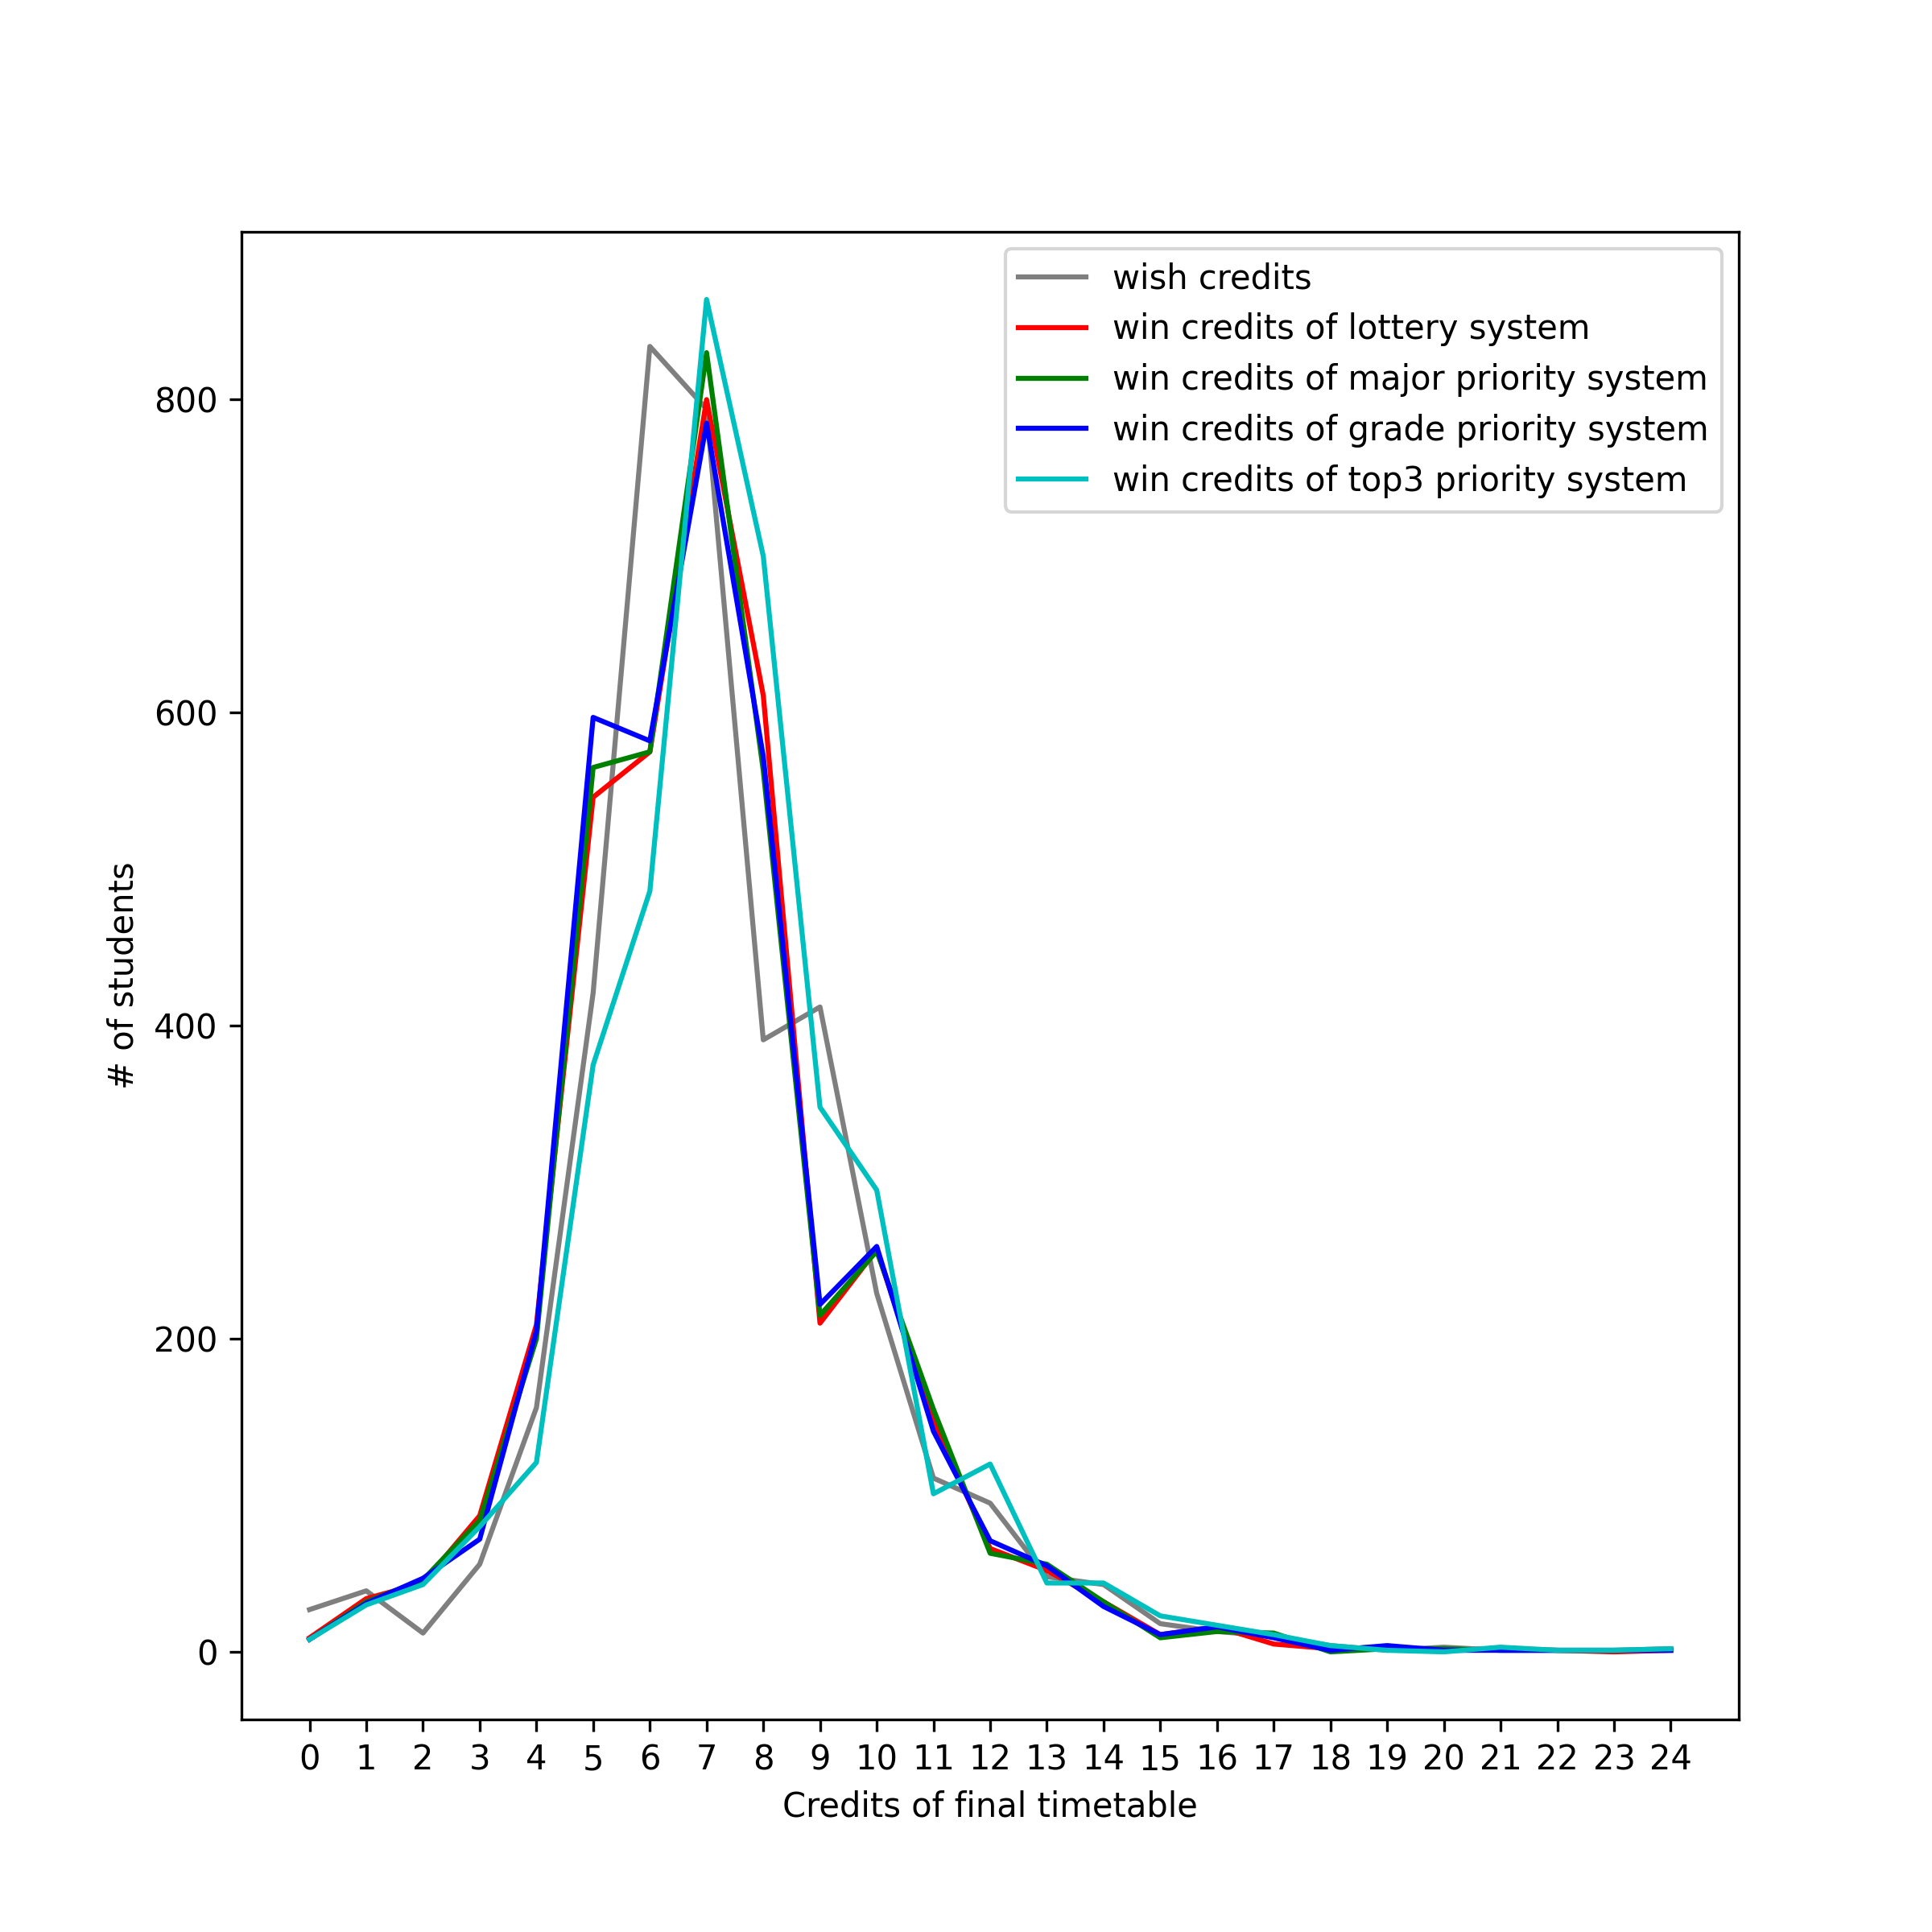 wish credits
win credits of lottery system
win credits of major priority system
win credits of grade priority system
win credits of top3 priority system
800
600
400
200
0
# of students
0 1 2 3 4 5 6 7 8 9 10 11 12 13 14 15 16 17 18 19 20 21 22 23 24
Credits of final timetable